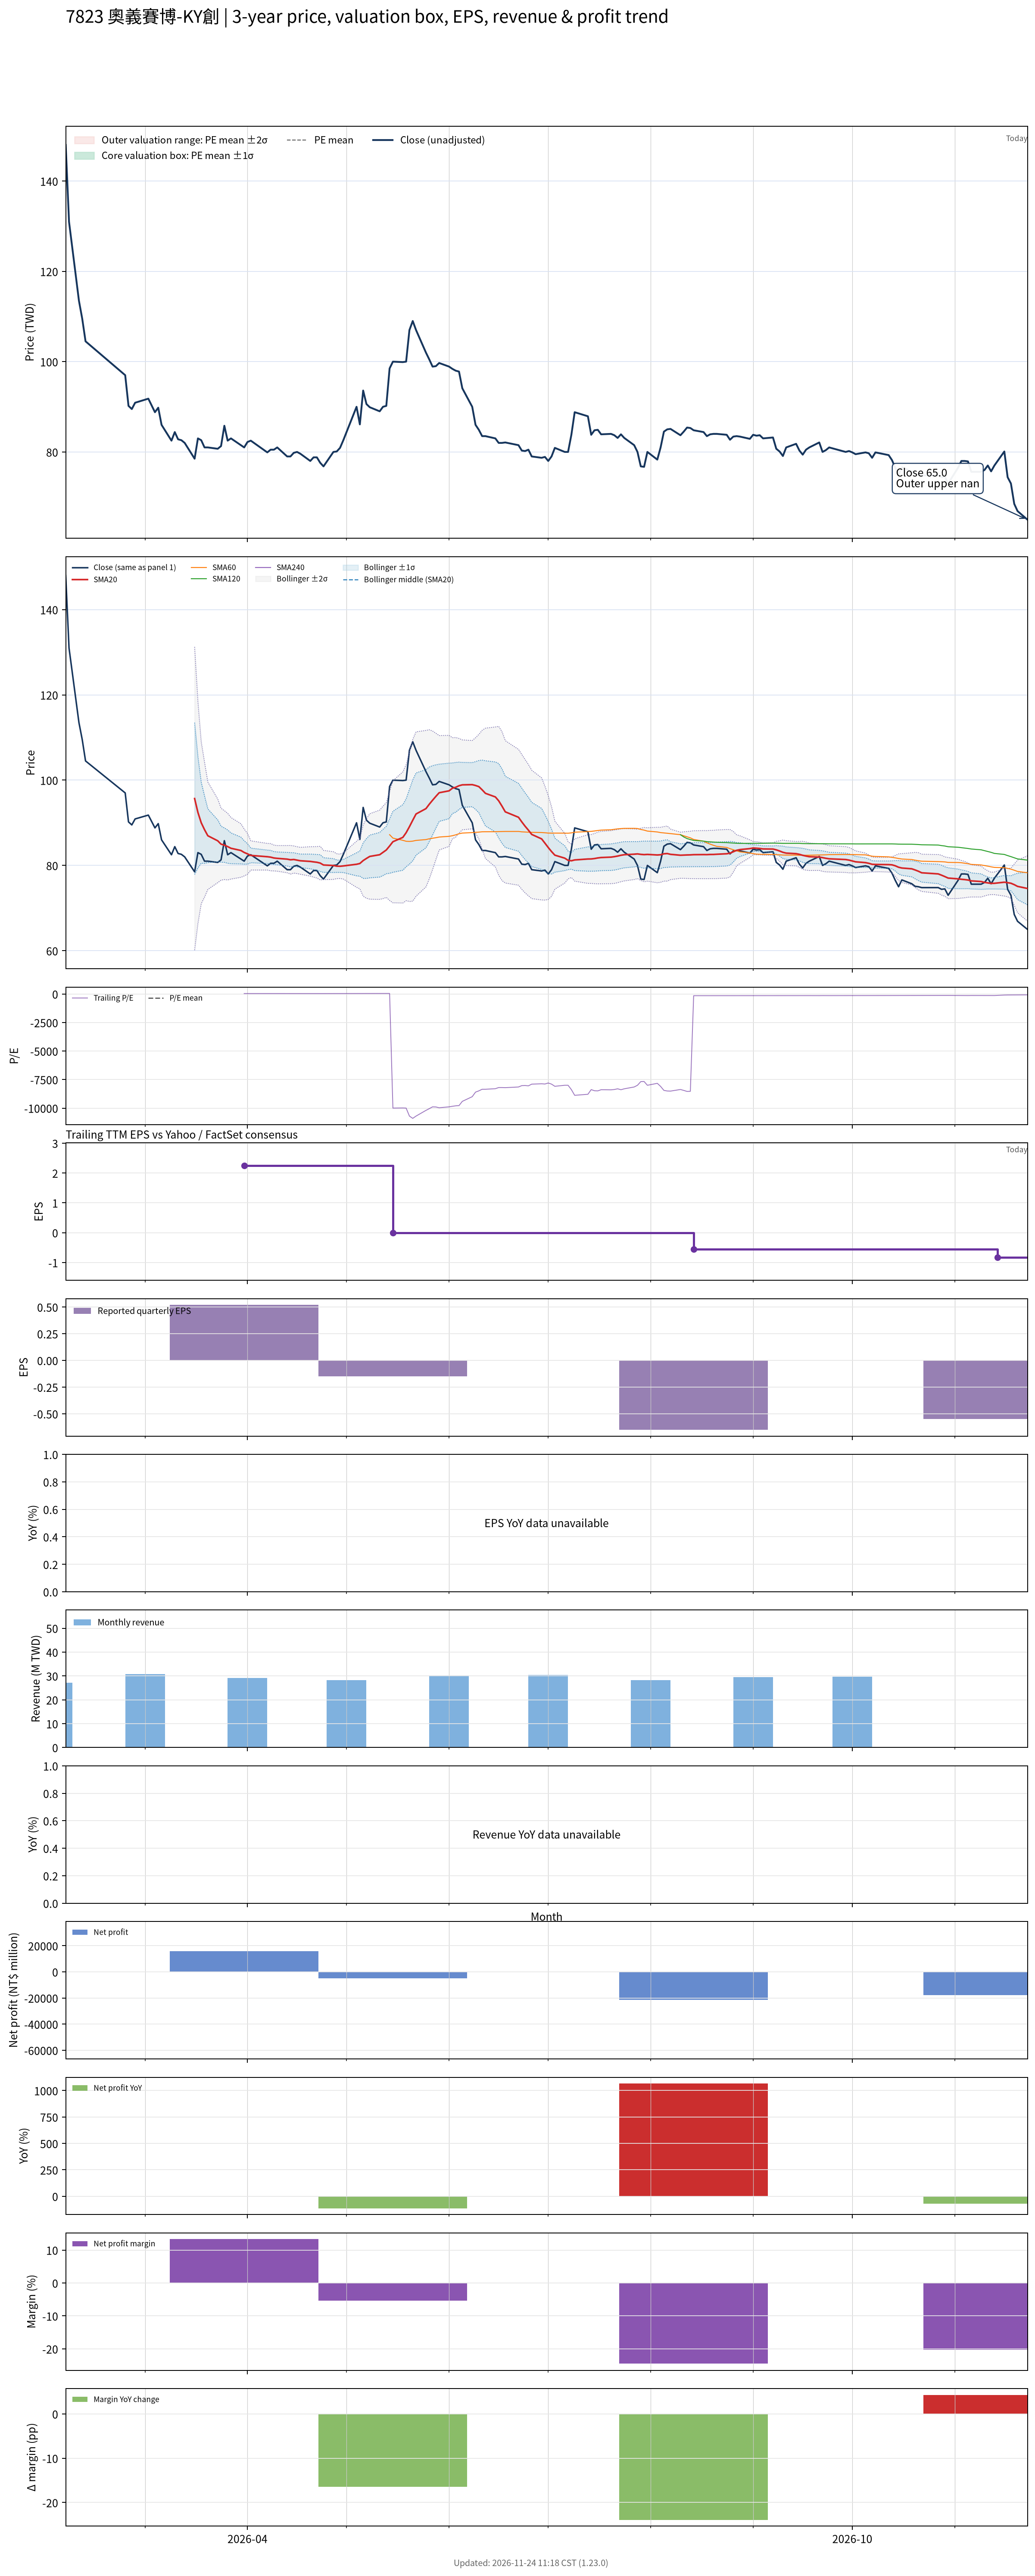 7823 奧義賽博-KY創 | 3-year price, valuation box, EPS, revenue & profit trend
Outer valuation range: PE mean ±2σ
PE mean
Close (unadjusted)
Core valuation box: PE mean ±1σ
Today
140
120
100
80
Price (TWD)
Close 65.0
Outer upper nan
Close (same as panel 1)
SMA60
SMA240
Bollinger ±1σ
SMA20
SMA120
Bollinger ±2σ
Bollinger middle (SMA20)
140
120
100
80
60
Price
Trailing P/E
P/E mean
0
-2500
-5000
-7500
-10000
P/E
Trailing TTM EPS vs Yahoo / FactSet consensus
Today
3
2
1
0
-1
EPS
Reported quarterly EPS
0.50
0.25
0.00
-0.25
-0.50
EPS
1.0
0.8
0.6
0.4
0.2
0.0
YoY (%)
EPS YoY data unavailable
Monthly revenue
50
40
30
20
10
0
Revenue (M TWD)
1.0
0.8
0.6
0.4
0.2
0.0
YoY (%)
Revenue YoY data unavailable
Month
Net profit
20000
0
-20000
-40000
-60000
Net profit (NT$ million)
Net profit YoY
1000
750
500
250
0
YoY (%)
Net profit margin
10
0
-10
-20
Margin (%)
Margin YoY change
0
-10
-20
Δ margin (pp)
2026-04
2026-10
Updated: 2026-11-24 11:18 CST (1.23.0)